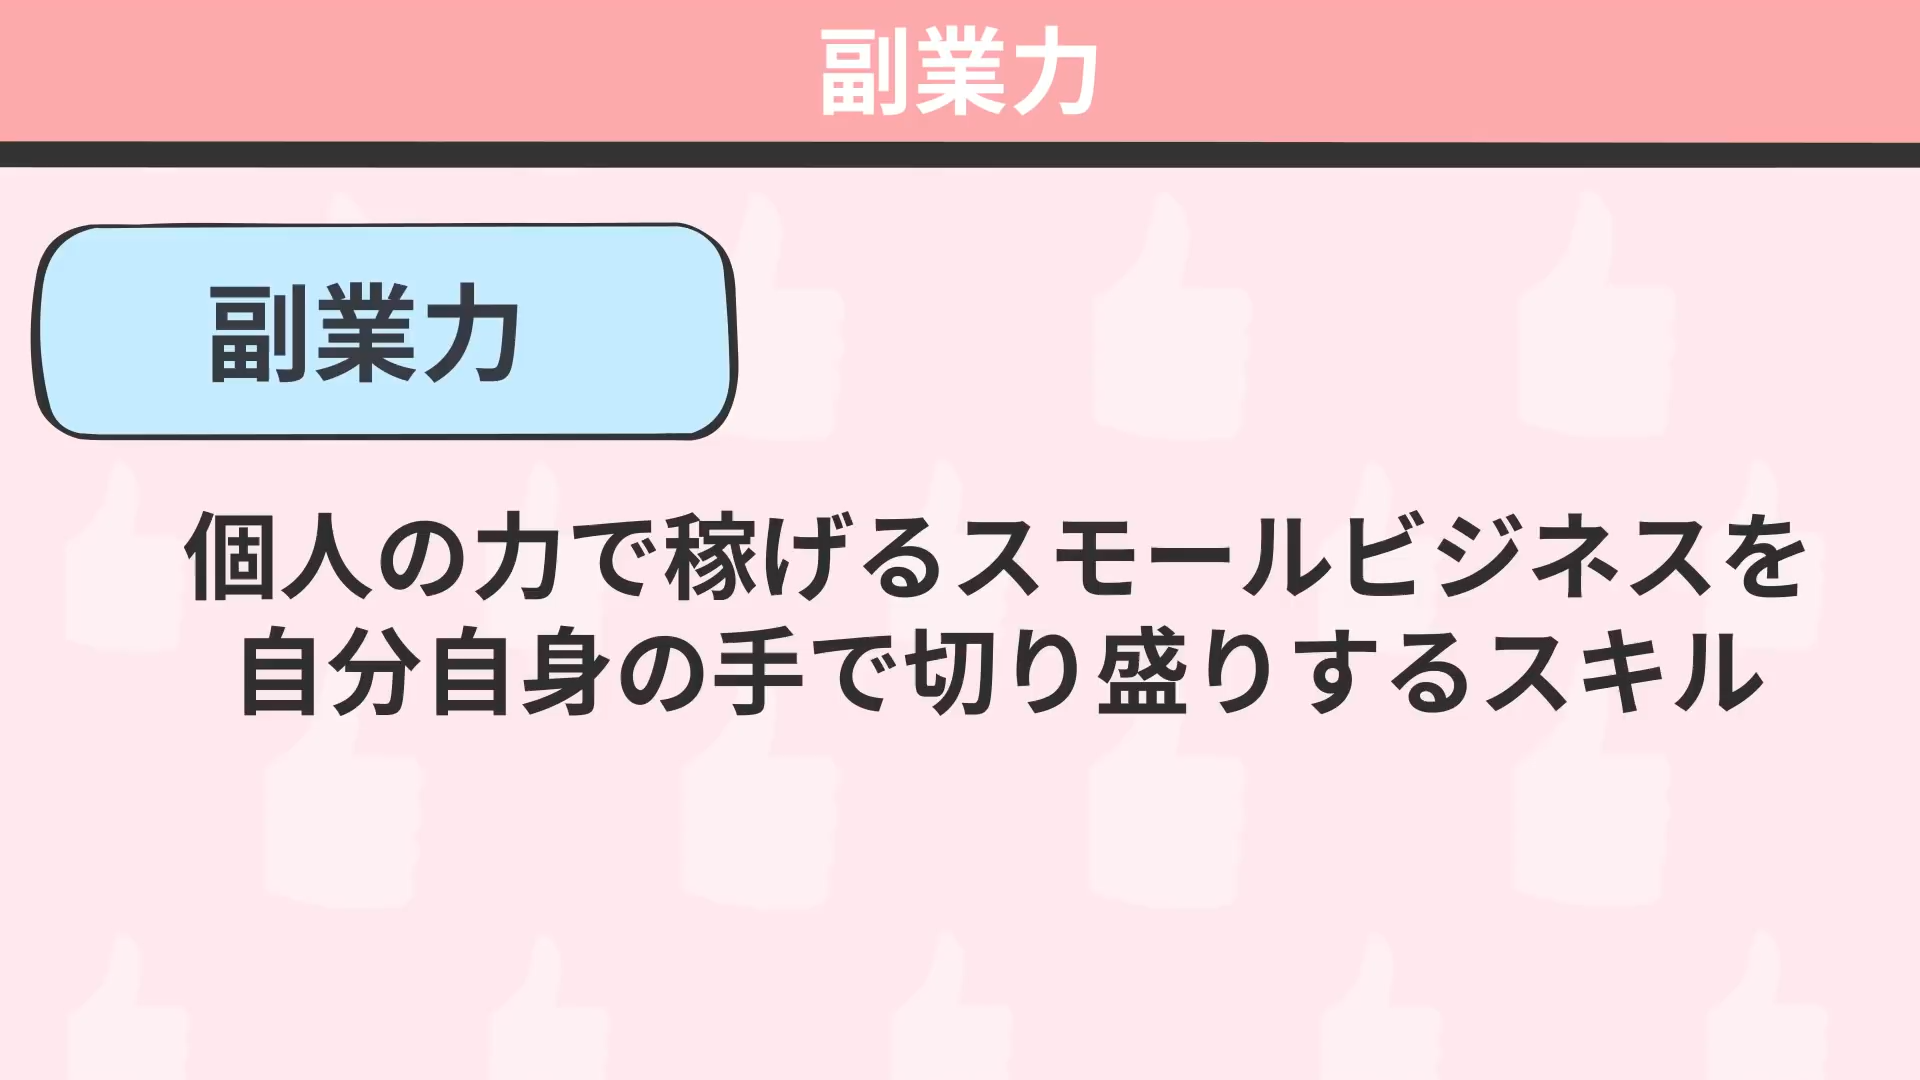 副業力
副業力
個人の力で稼げるスモールビジネスを
自分自身の手で切り盛りするスキル